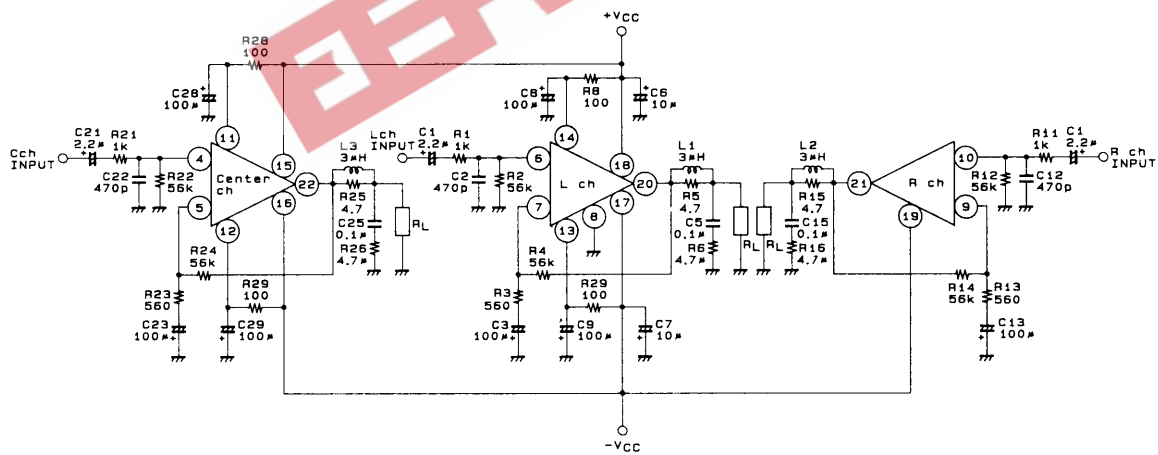 +VCC
R28
100
C28 +
100μ
C8 +
100μ
R8
100
C6
10μ
+
11
14
Cch
INPUT
C21
2.2μ
+
R21
1k
C22
470p
R22
56k
4
5
Center
ch
15
22
16
12
L3
3μH
R25
4.7
C25
0.1μ
R26
4.7μ
RL
R24
56k
R23
560
C23
100μ
+
R29
100
C29
100μ
+
Lch
INPUT
C1
2.2μ
+
R1
1k
C2
470p
R2
56k
6
7
L ch
18
20
17
8
13
L1
3μH
R5
4.7
C5
0.1μ
R6
4.7μ
RL
R4
56k
R3
560
C3
100μ
+
R29
100
C9
100μ
+
C7
10μ
+
L2
3μH
R15
4.7
C15
0.1μ
R16
4.7μ
RL
21
R ch
10
9
19
R11
1k
C1
2.2μ
+
R ch
INPUT
R12
56k
C12
470p
R14
56k
R13
560
C13
100μ
+
-VCC